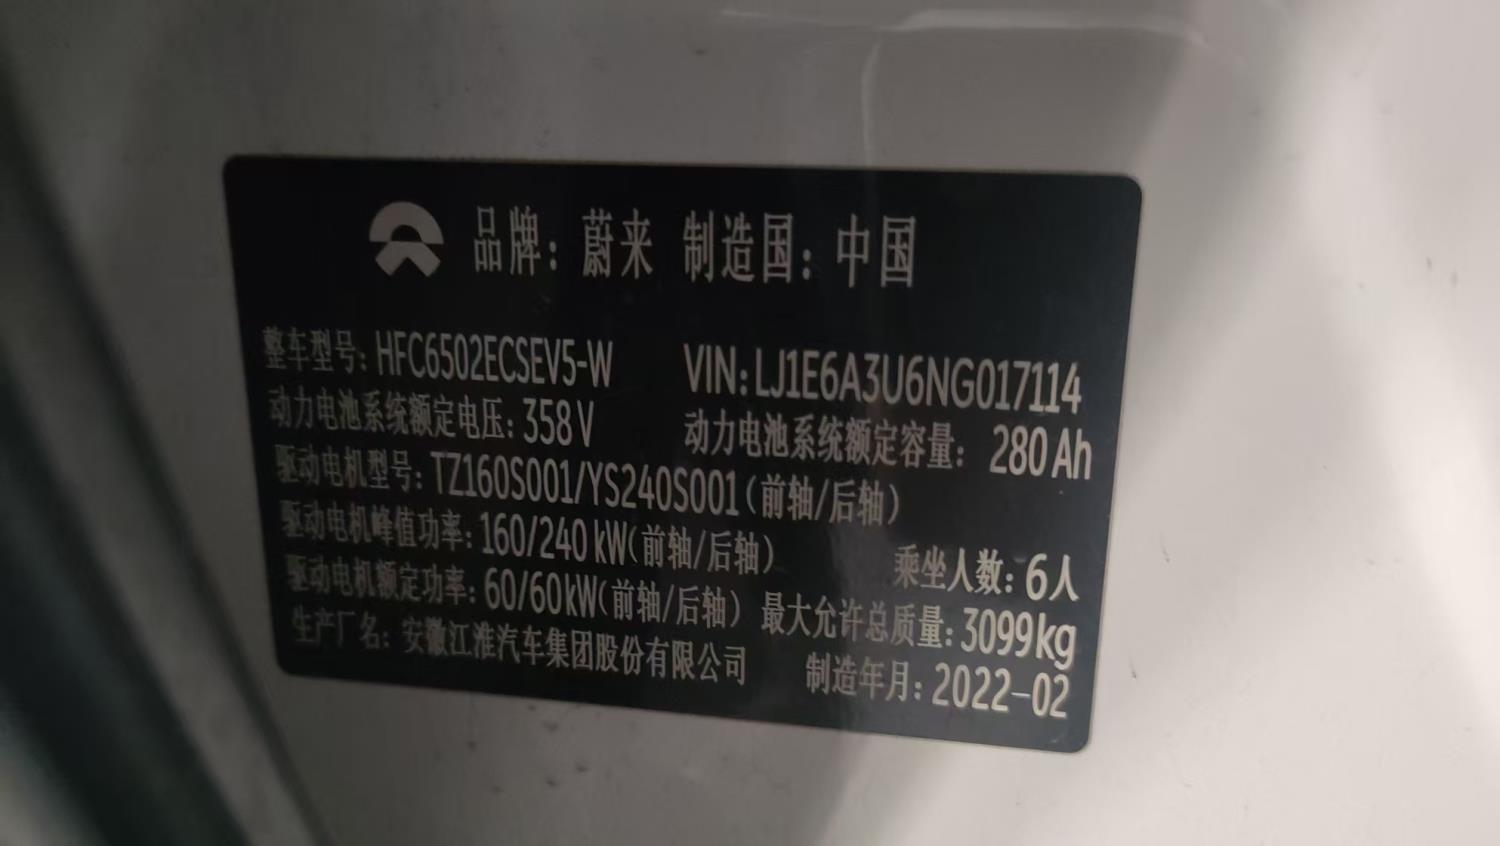 品牌：蔚来 制造国：中国
整车型号：HFC6502ECSEV5-W VIN:LJ1E6A3U6NG017114
动力电池系统额定电压：358V 动力电池系统额定容量：280Ah
驱动电机型号：TZ160S001/YS240S001(前轴/后轴)
驱动电机峰值功率：160/240kW(前轴/后轴) 乘坐人数：6人
驱动电机额定功率：60/60kW(前轴/后轴) 最大允许总质量：3099kg
生产厂名：安徽江淮汽车集团股份有限公司 制造年月：2022-02